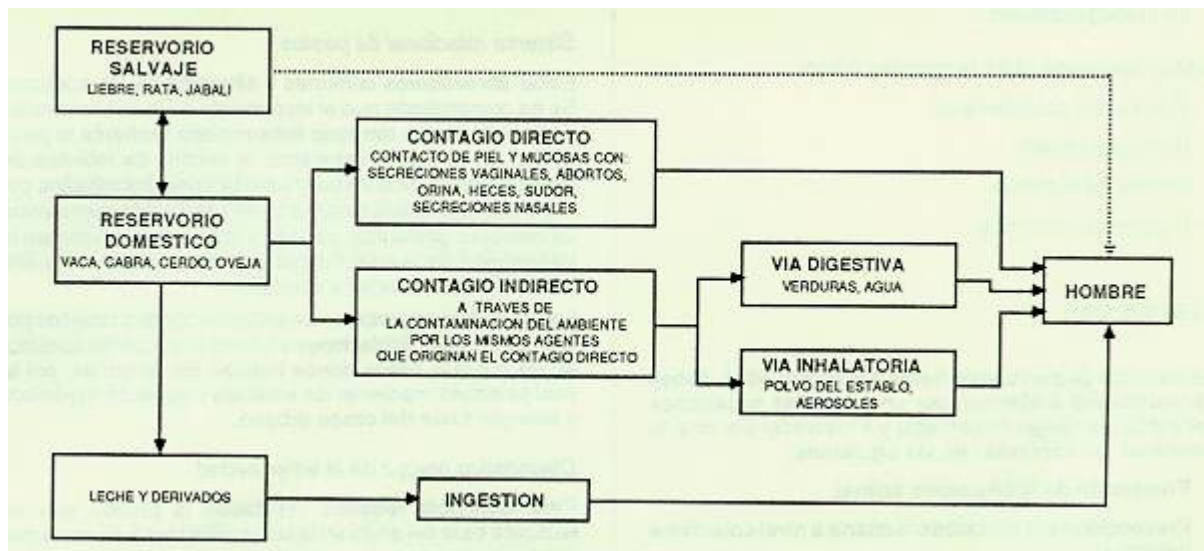 RESERVORIO
SALVAJE
LIEBRE, RATA, JABALI
CONTAGIO DIRECTO
CONTACTO DE PIEL Y MUCOSAS CON:
SECRECIONES VAGINALES, ABORTOS,
ORINA, HECES, SUDOR,
SECRECIONES NASALES
RESERVORIO
DOMESTICO
VACA, CABRA, CERDO, OVEJA
CONTAGIO INDIRECTO
A TRAVES DE
LA CONTAMINACION DEL AMBIENTE
POR LOS MISMOS AGENTES
QUE ORIGINAN EL CONTAGIO DIRECTO
VIA DIGESTIVA
VERDURAS, AGUA
HOMBRE
VIA INHALATORIA
POLVO DEL ESTABLO,
AEROSOLES
LECHE Y DERIVADOS
INGESTION